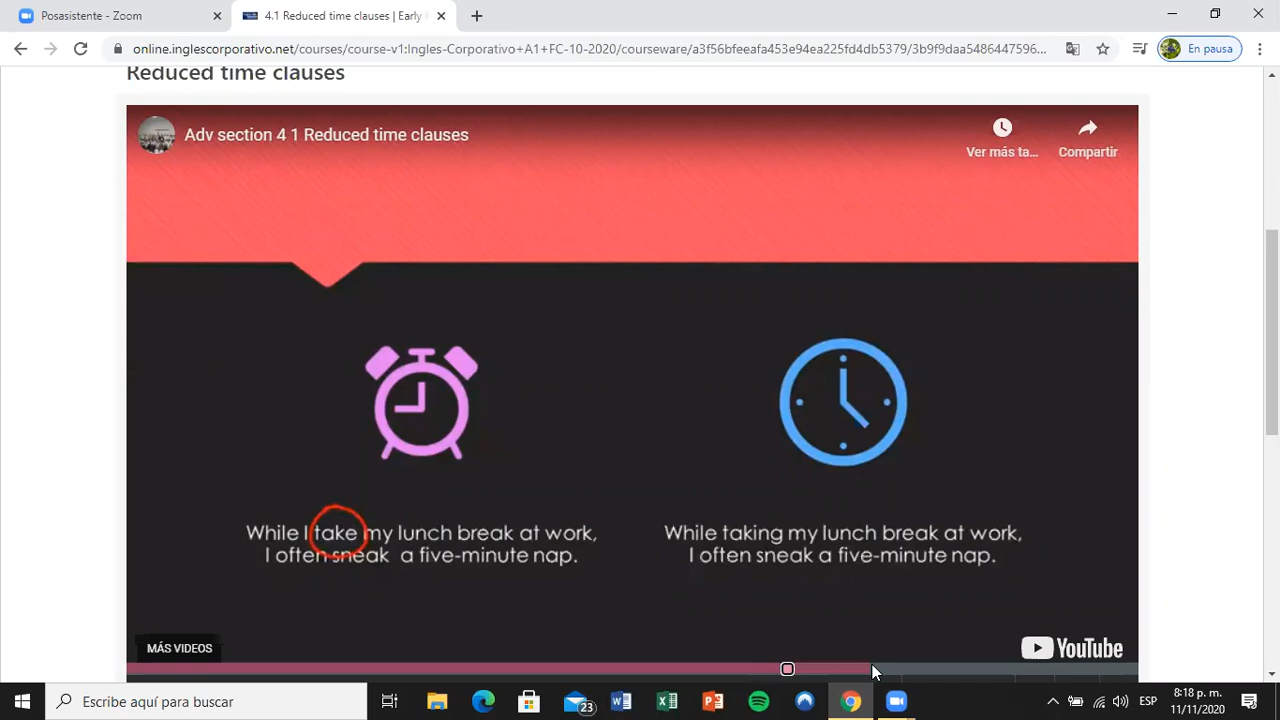 Posasistente - Zoom
4.1 Reduced time clauses | Early
online.inglescorporativo.net/courses/course-v1:Ingles-Corporativo+A1+FC-10-2020/courseware/a3f56bfeeafa453e94ea225fd4db5379/3b9f9daa5486447596...
En pausa
Reduced time clauses
Adv section 4 1 Reduced time clauses
Ver más ta...
Compartir
While I take my lunch break at work,
I often sneak a five-minute nap.
While taking my lunch break at work,
I often sneak a five-minute nap.
MÁS VIDEOS
YouTube
Escribe aquí para buscar
23
ESP
8:18 p. m.
11/11/2020